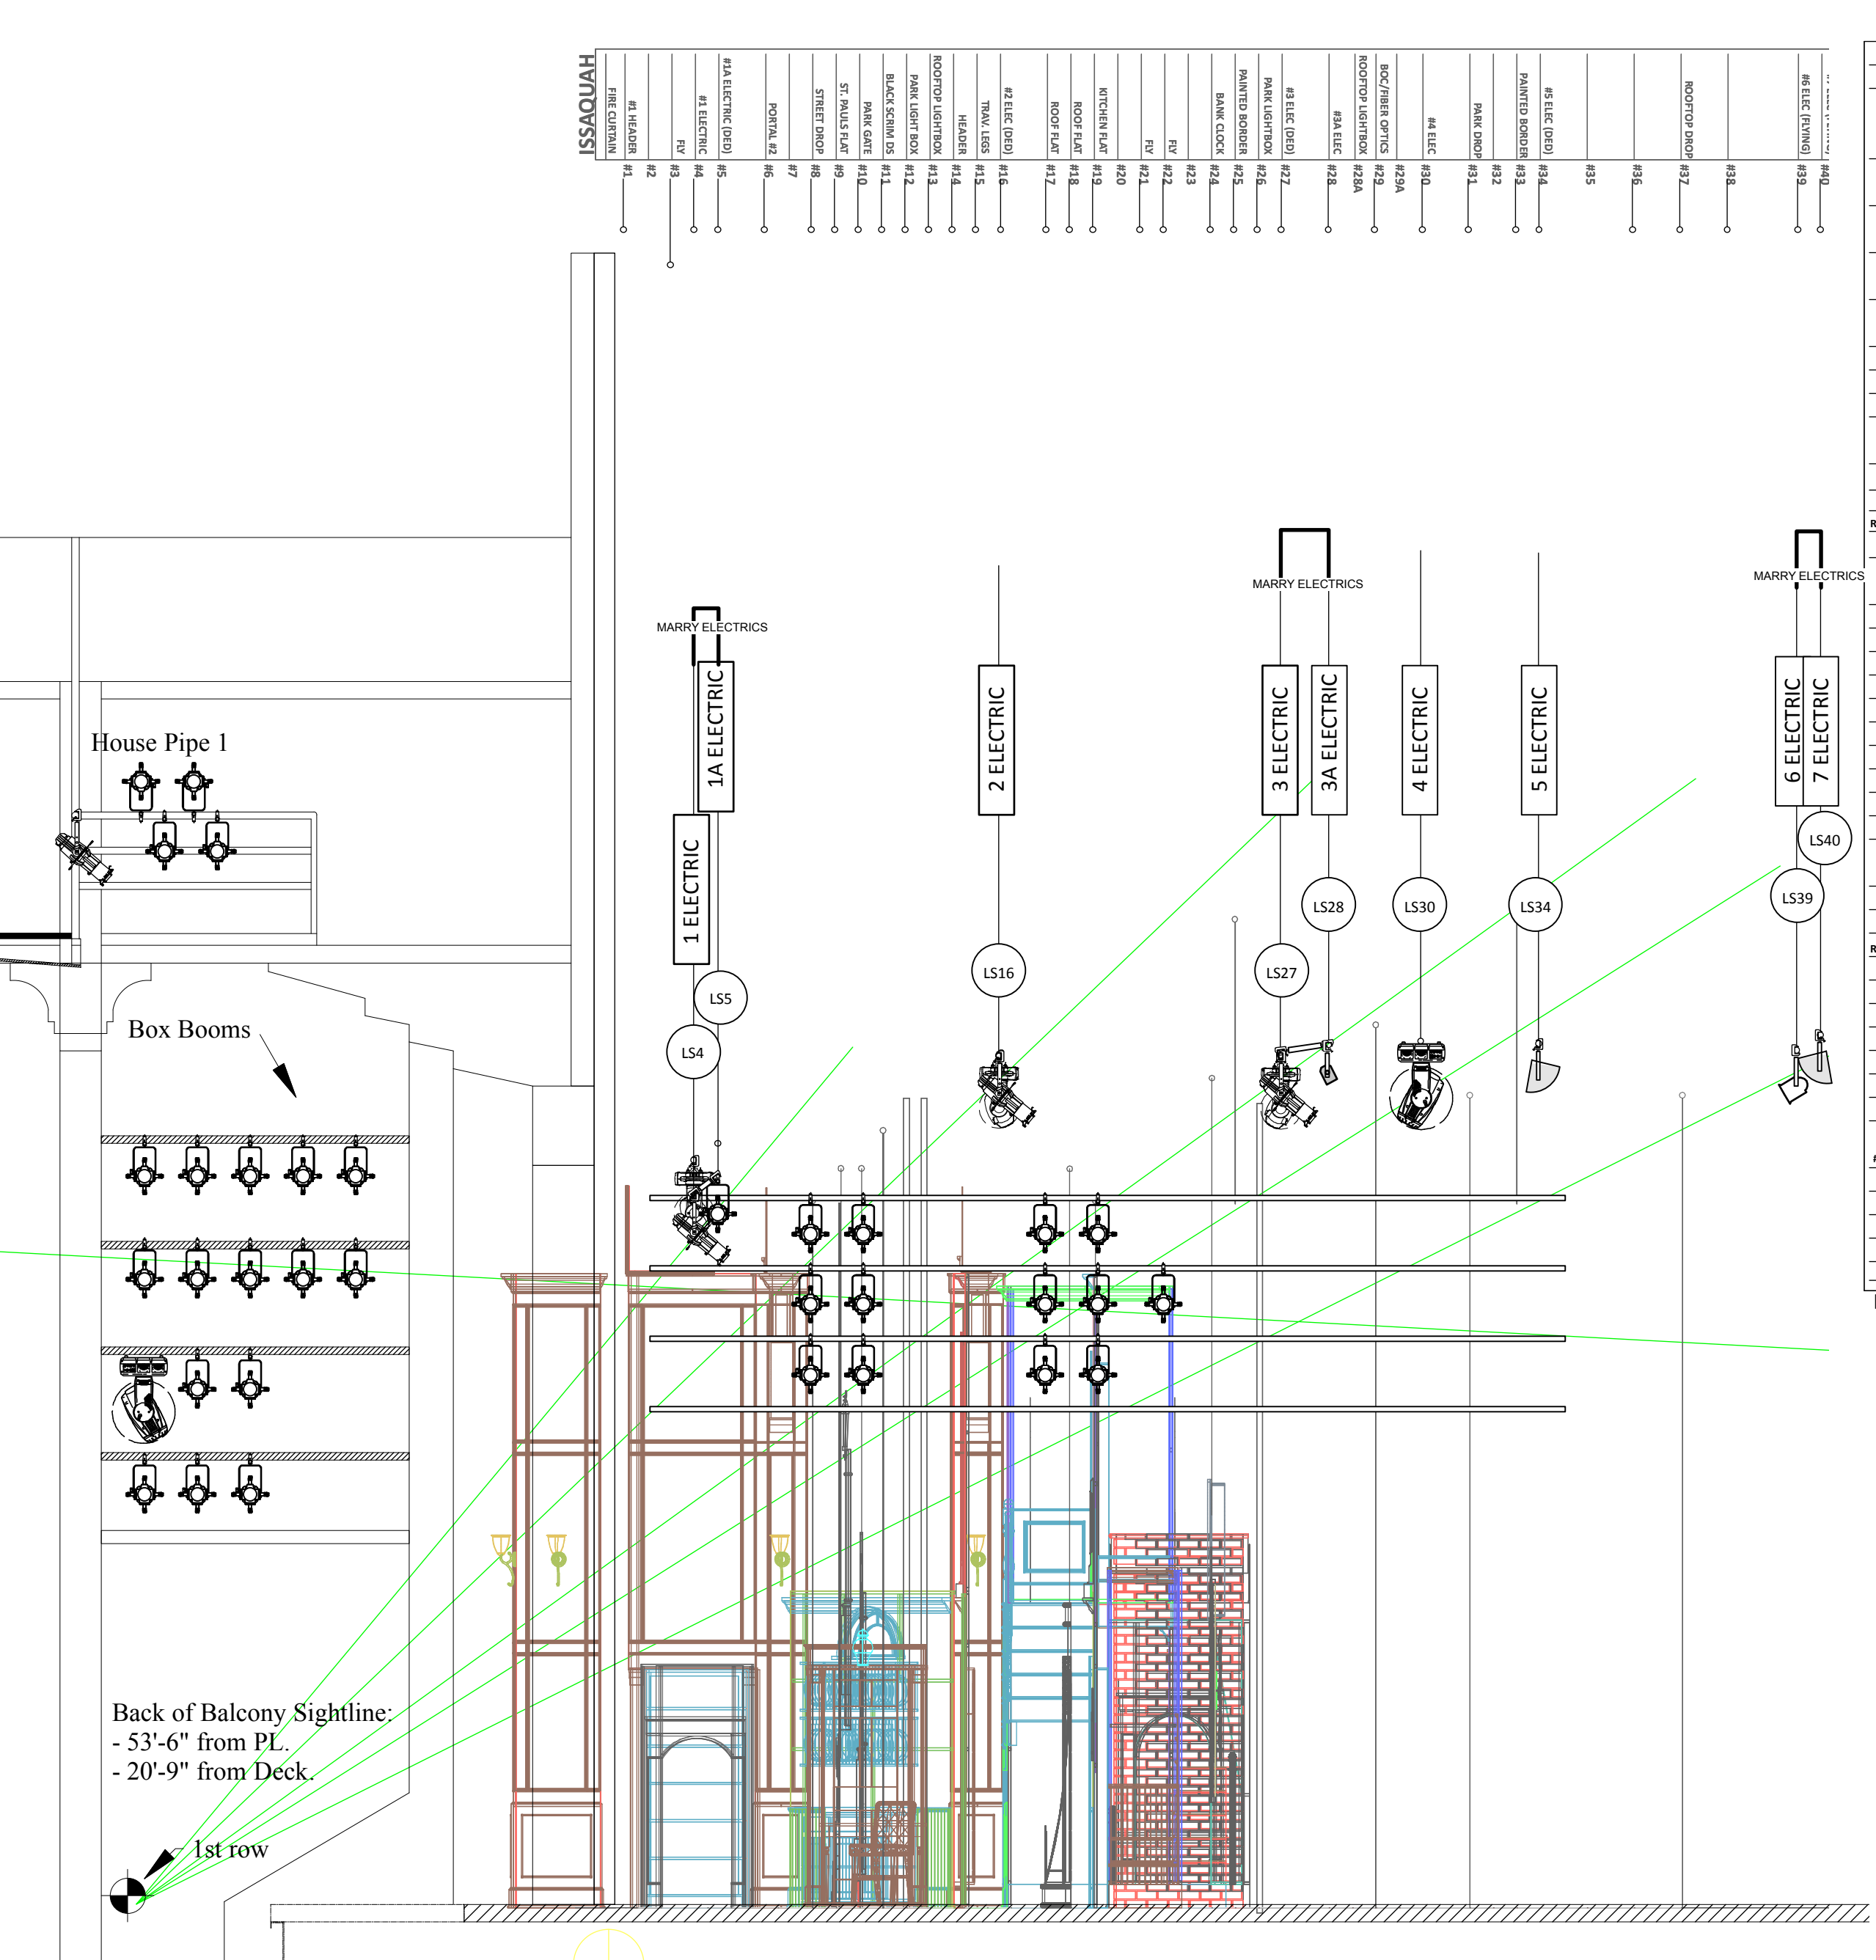 ISSAQUAH
FIRE CURTAIN
#1 HEADER
#1
#2
FLY
#3
#1 ELECTRIC
#4
#1A ELECTRIC (DED)
#5
PORTAL #2
#6
#7
STREET DROP
#8
ST. PAULS FLAT
#9
PARK GATE
#10
BLACK SCRIM DS
#11
PARK LIGHT BOX
#12
ROOFTOP LIGHTBOX
#13
HEADER
#14
TRAV. LEGS
#15
#2 ELEC (DED)
#16
ROOF FLAT
#17
ROOF FLAT
#18
KITCHEN FLAT
#19
#20
FLY
#21
FLY
#22
#23
BANK CLOCK
#24
PAINTED BORDER
#25
PARK LIGHTBOX
#26
#3 ELEC (DED)
#27
#3A ELEC
#28
ROOFTOP LIGHTBOX
#28A
BOC/FIBER OPTICS
#29
#29A
#4 ELEC
#30
PARK DROP
#31
#32
PAINTED BORDER
#33
#5 ELEC (DED)
#34
#35
#36
ROOFTOP DROP
#37
#38
#6 ELEC (FLYING)
#39
#40
MARRY ELECTRICS
MARRY ELECTRICS
MARRY ELECTRICS
1 ELECTRIC
1A ELECTRIC
2 ELECTRIC
3 ELECTRIC
3A ELECTRIC
4 ELECTRIC
5 ELECTRIC
6 ELECTRIC
7 ELECTRIC
LS4
LS5
LS16
LS27
LS28
LS30
LS34
LS39
LS40
House Pipe 1
Box Booms
Back of Balcony Sightline:
- 53'-6" from PL.
- 20'-9" from Deck.
1st row